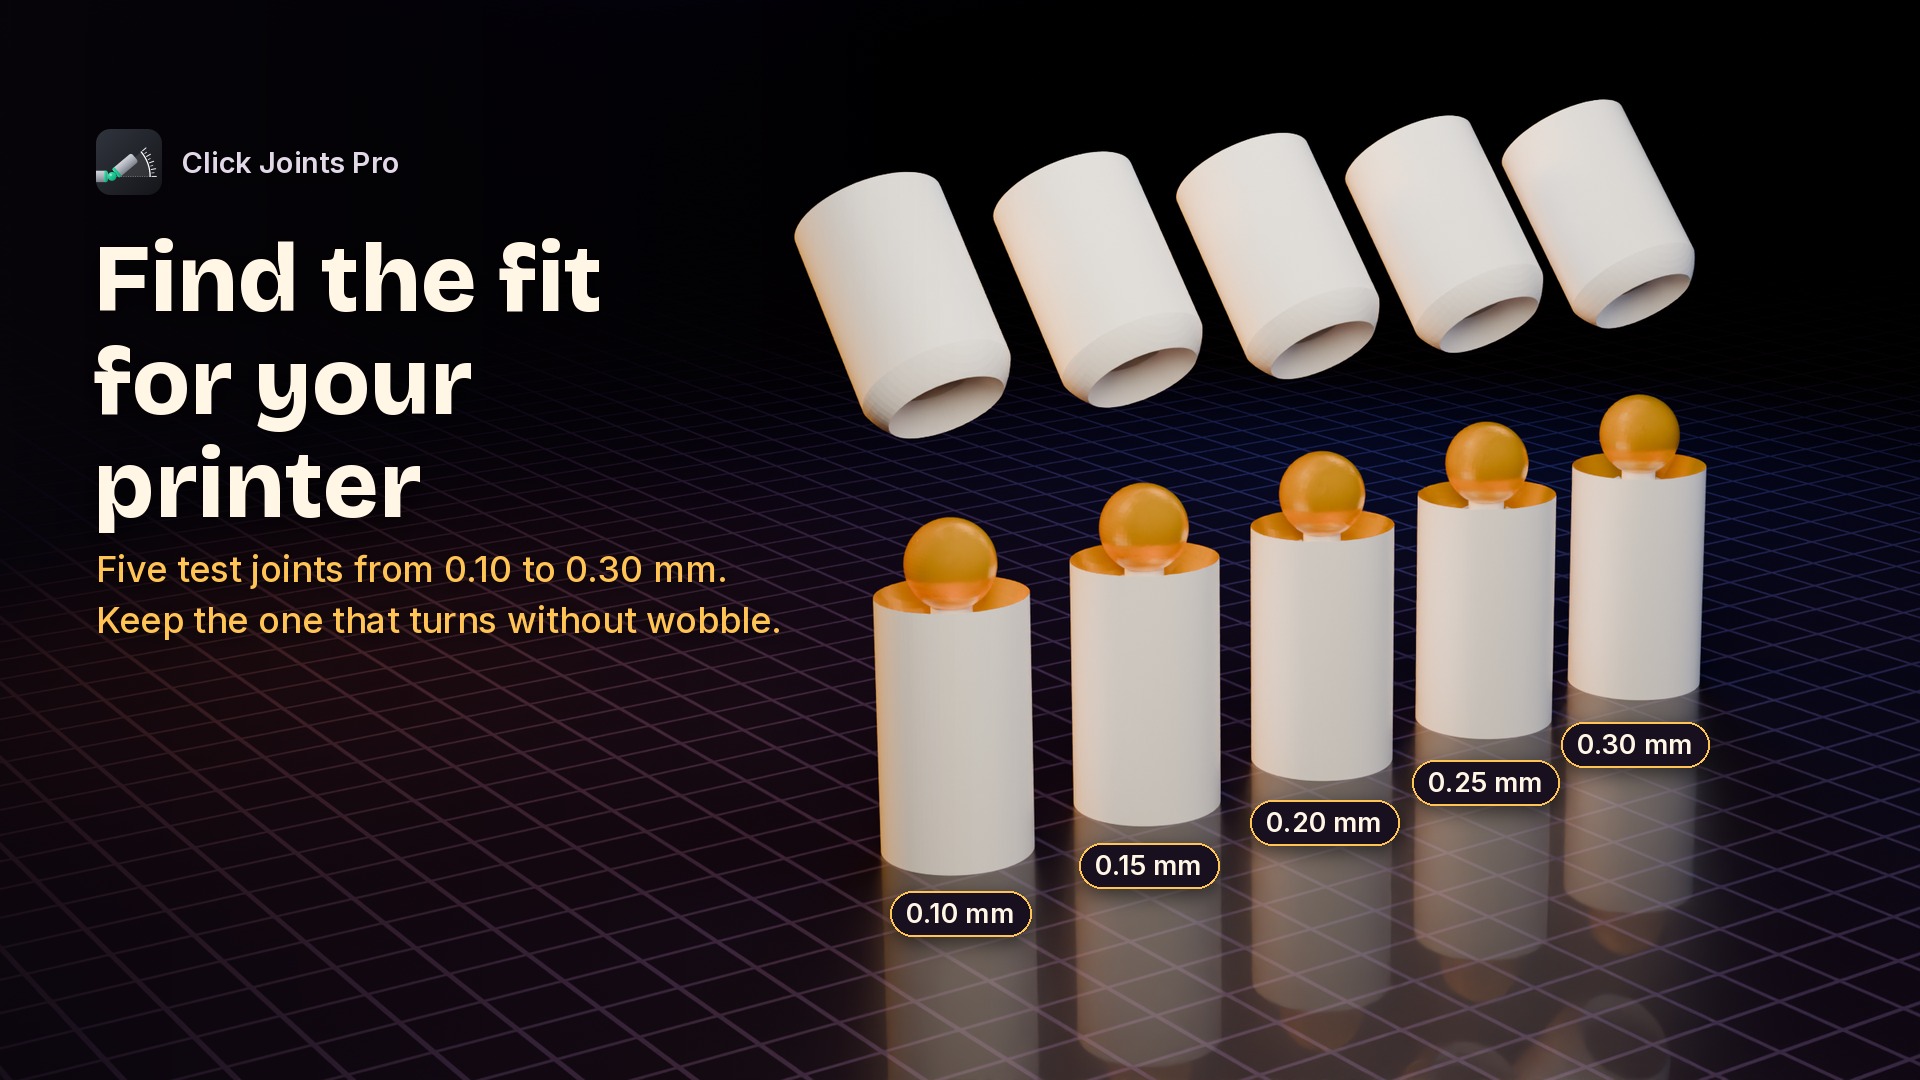 Click Joints Pro
Find the fit
for your
printer
Five test joints from 0.10 to 0.30 mm.
Keep the one that turns without wobble.
0.10 mm
0.15 mm
0.20 mm
0.25 mm
0.30 mm